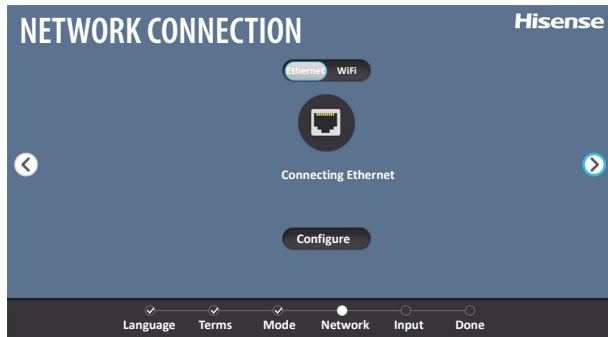 NETWORK CONNECTION
Hisense
Ethernet WiFi
Connecting Ethernet
Configure
Language Terms Mode Network Input Done